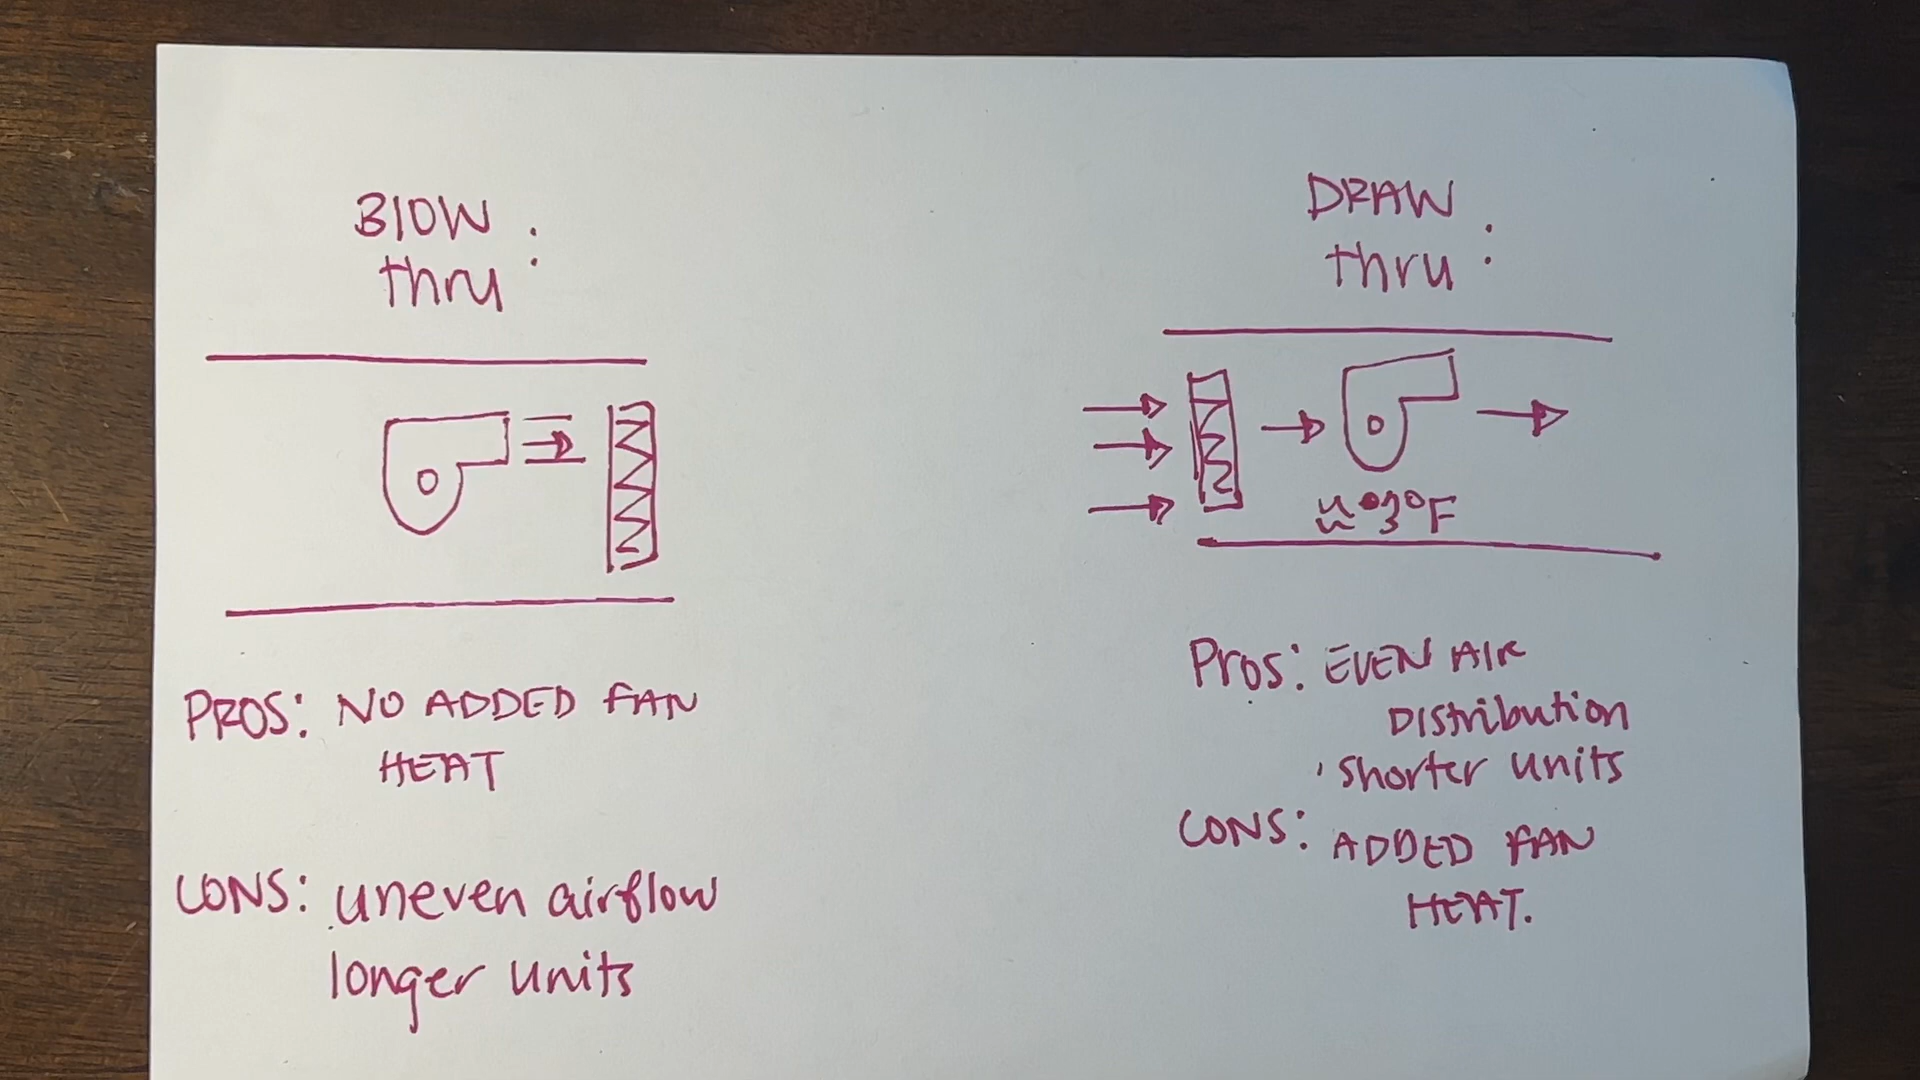 BLOW :
thru
PROS: NO ADDED FAN
HEAT
CONS: uneven airflow
longer units
DRAW :
thru
≈ 3°F
Pros: EVEN AIR
Distribution
· shorter units
CONS: ADDED FAN
HEAT.